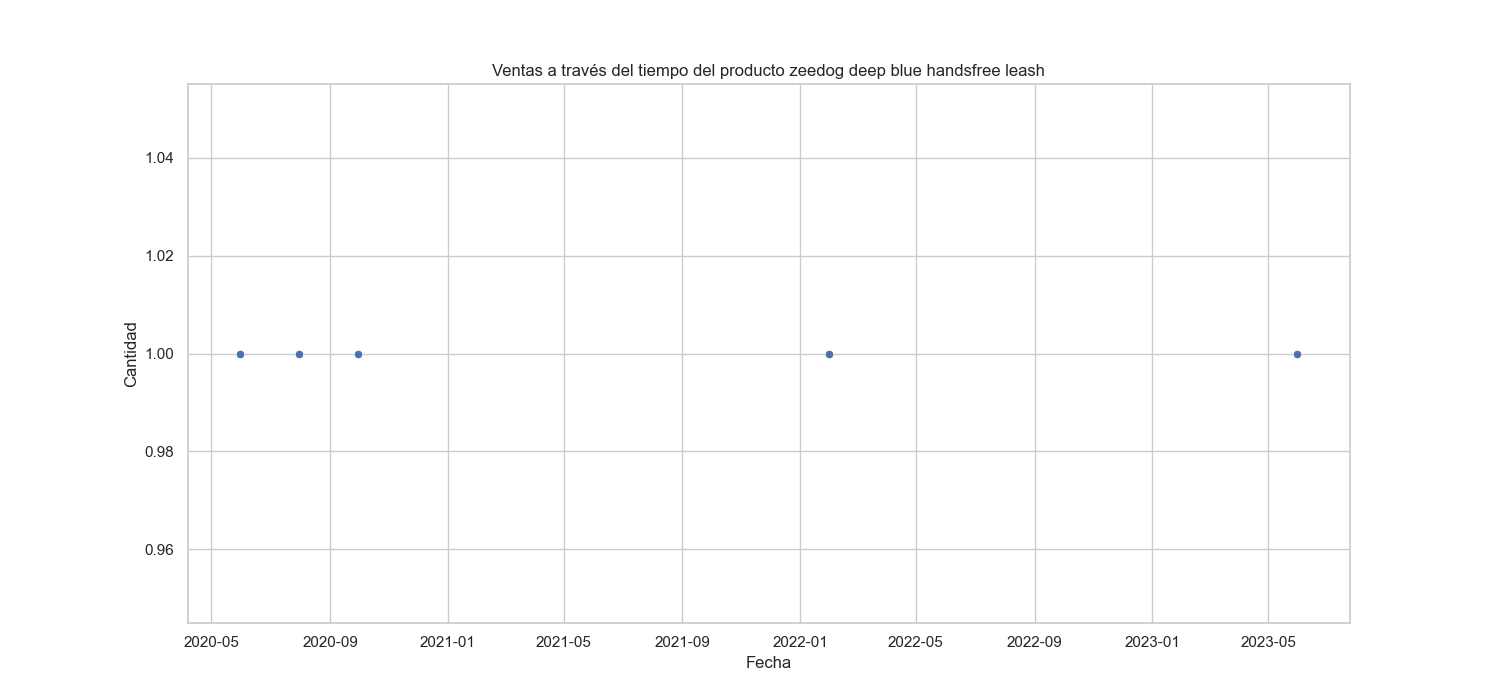 Ventas a través del tiempo del producto zeedog deep blue handsfree leash
1.04
1.02
1.00
0.98
0.96
Cantidad
2020-05 2020-09 2021-01 2021-05 2021-09 2022-01 2022-05 2022-09 2023-01 2023-05
Fecha